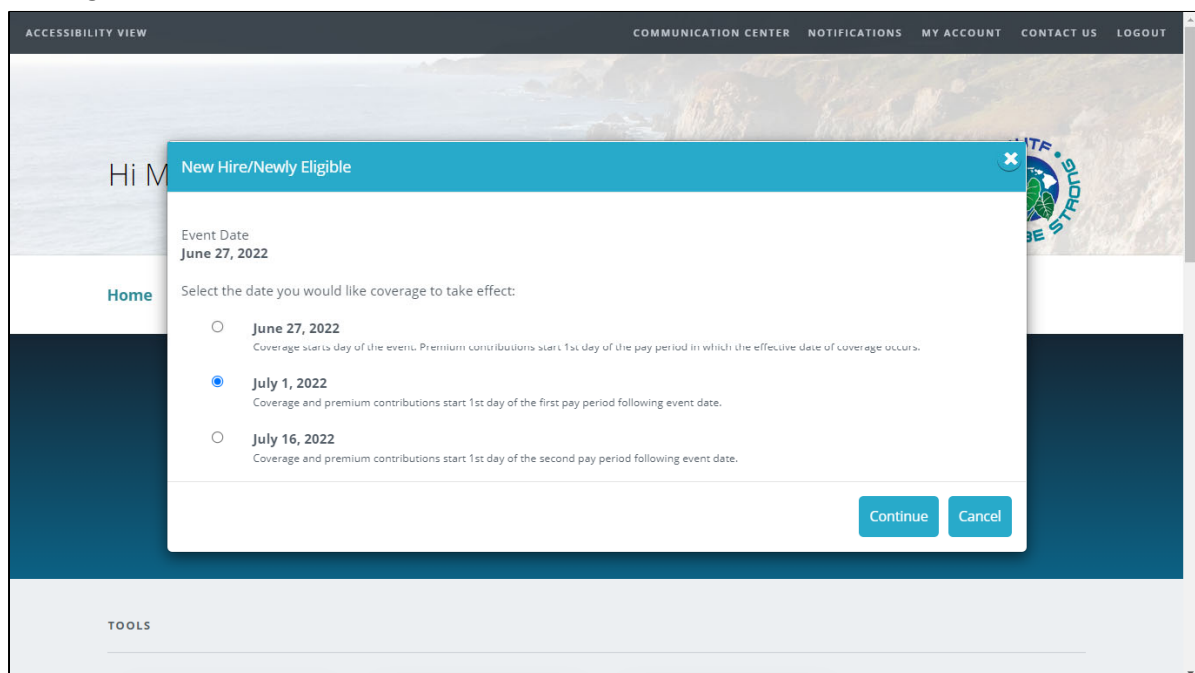 ACCESSIBILITY VIEW COMMUNICATION CENTER NOTIFICATIONS MY ACCOUNT CONTACT US LOGOUT
Hi M
New Hire/Newly Eligible
Event Date
June 27, 2022
Select the date you would like coverage to take effect:
June 27, 2022
Coverage starts day of the event. Premium contributions start 1st day of the pay period in which the effective date of coverage occurs.
July 1, 2022
Coverage and premium contributions start 1st day of the first pay period following event date.
July 16, 2022
Coverage and premium contributions start 1st day of the second pay period following event date.
Continue Cancel
Home
UTF BE STRONG
TOOLS